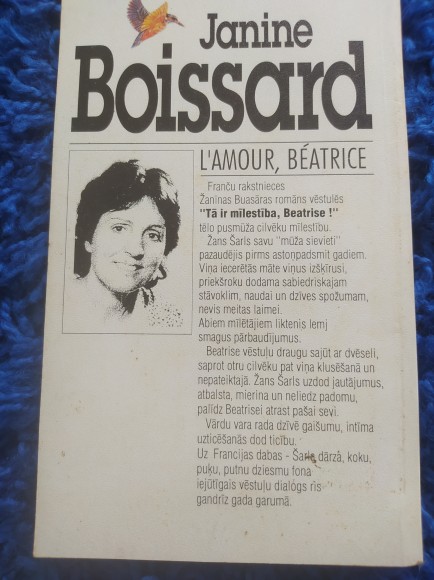 Janine
Boissard
L'AMOUR, BÉATRICE
Franču rakstnieces
Žanīnas Buasāras romāns vēstulēs
"Tā ir mīlestība, Beatrise !"
tēlo pusmūža cilvēku mīlestību.
Žans Šarls savu "mūža sievieti"
pazaudējis pirms astoņpadsmit gadiem.
Viņa iecerētās māte viņus izšķīrusi,
priekšroku dodama sabiedriskajam
stāvoklim, naudai un dzīves spožumam,
nevis meitas laimei.
Abiem mīlētājiem liktenis lemj
smagus pārbaudījumus.
Beatrise vēstuļu draugu sajūt ar dvēseli,
saprot otru cilvēku pat viņa klusēšanā un
nepateiktajā. Žans Šarls uzdod jautājumus,
atbalsta, mierina un neliedz padomu,
palīdz Beatrisei atrast pašai sevi.
Vārdu vara rada dzīvē gaišumu, intīma
uzticēšanās dod ticību.
Uz Francijas dabas - Šarla dārzā, koku,
puķu, putnu dziesmu fona
iejūtīgais vēstuļu dialogs ris
gandrīz gada garumā.